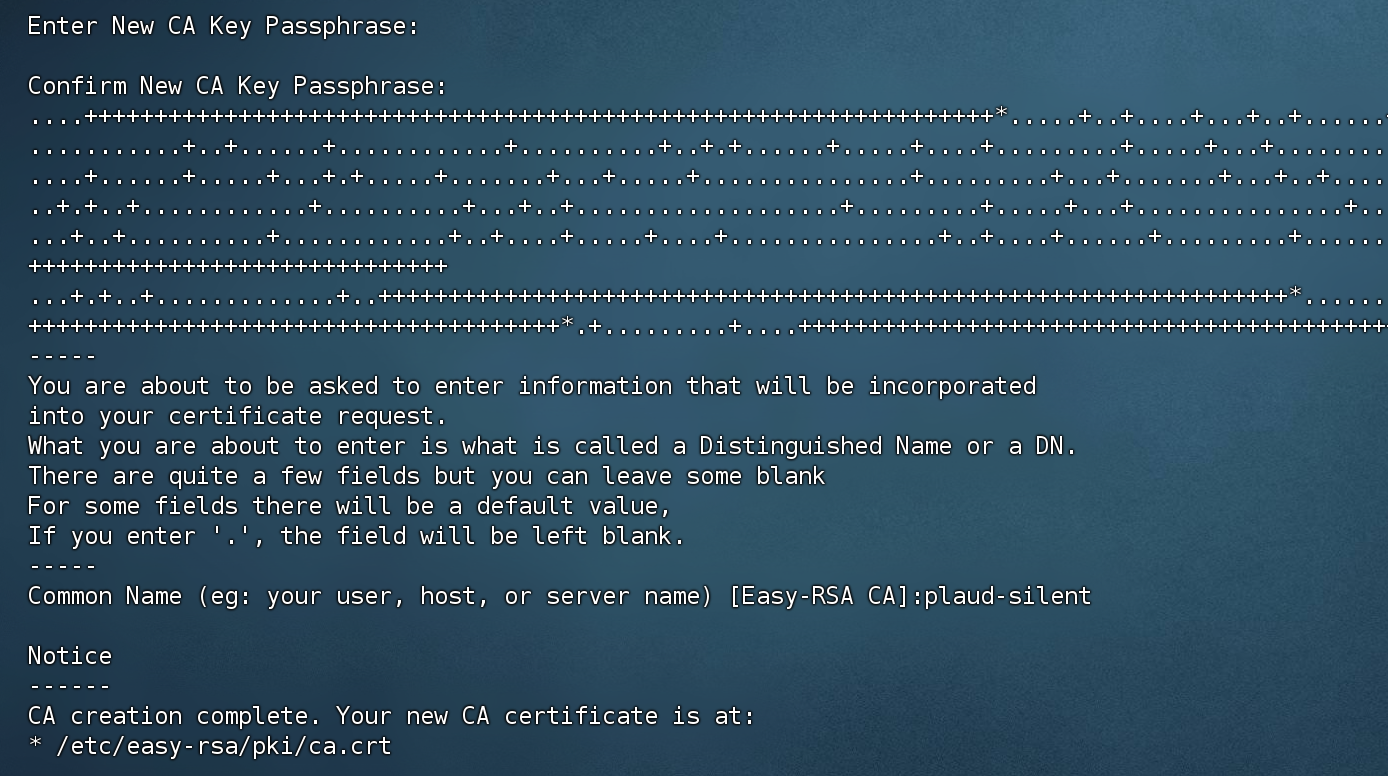 Enter New CA Key Passphrase:
Confirm New CA Key Passphrase:
....+++++++++++++++++++++++++++++++++++++++++++++++++++++++++++++++++*.....+..+....+...+..+......
...........+..+......+............+..........+..+.+......+.....+....+.........+.....+...+........
....+......+.....+...+.+.....+.......+...+.....+...............+.........+...+.......+...+..+....
..+.+..+............+..........+...+..+...................+.........+.....+...+...............+..
...+..+..........+............+..+....+.....+....+...............+..+....+......+.........+......
++++++++++++++++++++++++++++++
...+.+..+.............+..+++++++++++++++++++++++++++++++++++++++++++++++++++++++++++++++++*......
++++++++++++++++++++++++++++++++++++++*.+.........+....++++++++++++++++++++++++++++++++++++++++++
-----
You are about to be asked to enter information that will be incorporated
into your certificate request.
What you are about to enter is what is called a Distinguished Name or a DN.
There are quite a few fields but you can leave some blank
For some fields there will be a default value,
If you enter '.', the field will be left blank.
-----
Common Name (eg: your user, host, or server name) [Easy-RSA CA]:plaud-silent
Notice
------
CA creation complete. Your new CA certificate is at:
* /etc/easy-rsa/pki/ca.crt